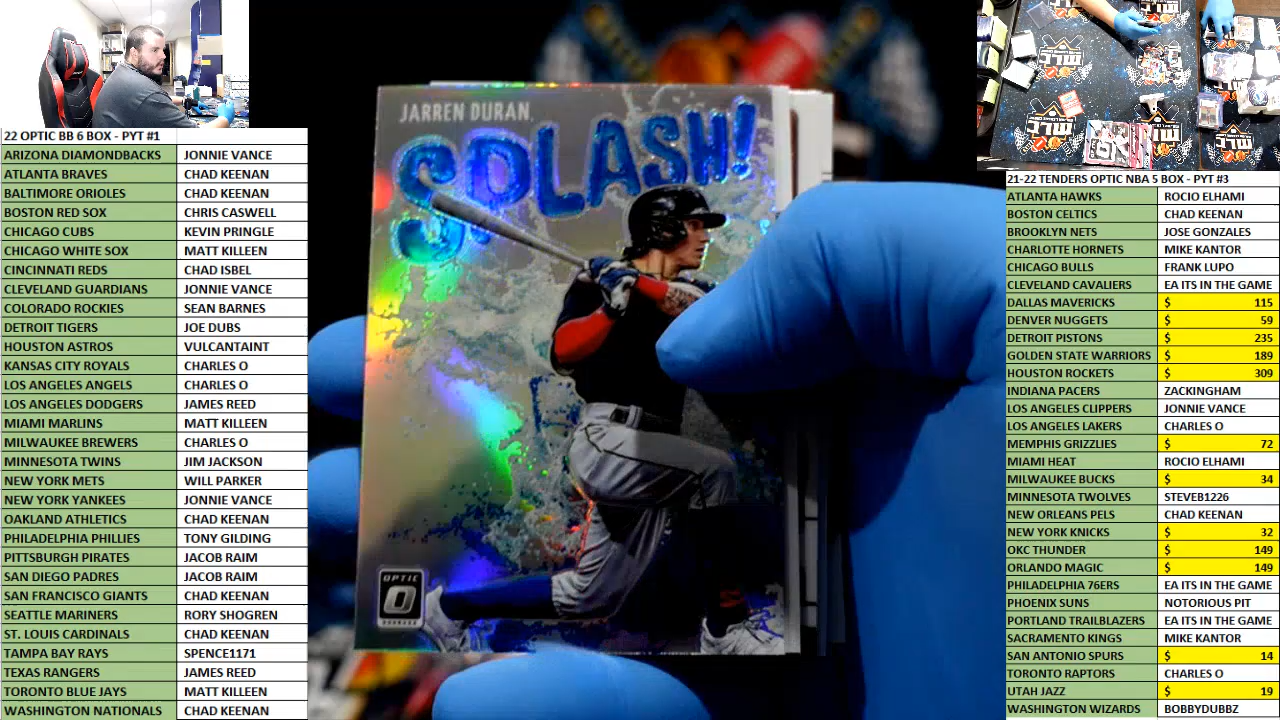 22 OPTIC BB 6 BOX - PYT #1
ARIZONA DIAMONDBACKS JONNIE VANCE
ATLANTA BRAVES CHAD KEENAN
BALTIMORE ORIOLES CHAD KEENAN
BOSTON RED SOX CHRIS CASWELL
CHICAGO CUBS KEVIN PRINGLE
CHICAGO WHITE SOX MATT KILLEEN
CINCINNATI REDS CHAD ISBEL
CLEVELAND GUARDIANS JONNIE VANCE
COLORADO ROCKIES SEAN BARNES
DETROIT TIGERS JOE DUBS
HOUSTON ASTROS VULCANTAINT
KANSAS CITY ROYALS CHARLES O
LOS ANGELES ANGELS CHARLES O
LOS ANGELES DODGERS JAMES REED
MIAMI MARLINS MATT KILLEEN
MILWAUKEE BREWERS CHARLES O
MINNESOTA TWINS JIM JACKSON
NEW YORK METS WILL PARKER
NEW YORK YANKEES JONNIE VANCE
OAKLAND ATHLETICS CHAD KEENAN
PHILADELPHIA PHILLIES TONY GILDING
PITTSBURGH PIRATES JACOB RAIM
SAN DIEGO PADRES JACOB RAIM
SAN FRANCISCO GIANTS CHAD KEENAN
SEATTLE MARINERS RORY SHOGREN
ST. LOUIS CARDINALS CHAD KEENAN
TAMPA BAY RAYS SPENCE1171
TEXAS RANGERS JAMES REED
TORONTO BLUE JAYS MATT KILLEEN
WASHINGTON NATIONALS CHAD KEENAN
JARREN DURAN
SPLASH!
OPTIC
21-22 TENDERS OPTIC NBA 5 BOX - PYT #3
ATLANTA HAWKS ROCIO ELHAMI
BOSTON CELTICS CHAD KEENAN
BROOKLYN NETS JOSE GONZALES
CHARLOTTE HORNETS MIKE KANTOR
CHICAGO BULLS FRANK LUPO
CLEVELAND CAVALIERS EA ITS IN THE GAME
DALLAS MAVERICKS $ 115
DENVER NUGGETS $ 59
DETROIT PISTONS $ 235
GOLDEN STATE WARRIORS $ 189
HOUSTON ROCKETS $ 309
INDIANA PACERS ZACKINGHAM
LOS ANGELES CLIPPERS JONNIE VANCE
LOS ANGELES LAKERS CHARLES O
MEMPHIS GRIZZLIES $ 72
MIAMI HEAT ROCIO ELHAMI
MILWAUKEE BUCKS $ 34
MINNESOTA TWOLVES STEVEB1226
NEW ORLEANS PELS CHAD KEENAN
NEW YORK KNICKS $ 32
OKC THUNDER $ 149
ORLANDO MAGIC $ 149
PHILADELPHIA 76ERS EA ITS IN THE GAME
PHOENIX SUNS NOTORIOUS PIT
PORTLAND TRAILBLAZERS EA ITS IN THE GAME
SACRAMENTO KINGS MIKE KANTOR
SAN ANTONIO SPURS $ 14
TORONTO RAPTORS CHARLES O
UTAH JAZZ $ 19
WASHINGTON WIZARDS BOBBYDUBBZ